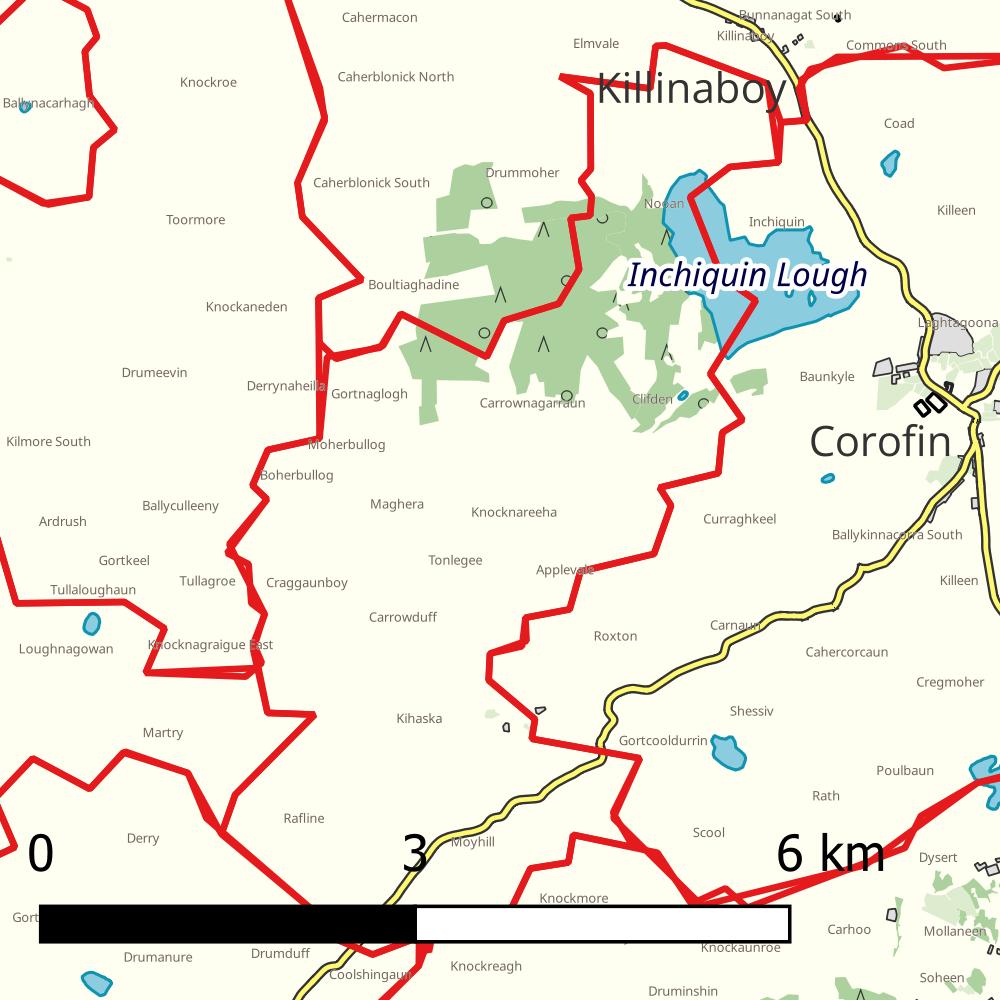 Cahermacon
Bunnanagat South
Killinaboy
Elmvale
Commons South
Knockroe
Caherblonick North
Killinaboy
Ballynacarhagh
Coad
Drummoher
Caherblonick South
Nooan
Killeen
Toormore
Inchiquin
Inchiquin Lough
Boultiaghadine
Knockaneden
Laghtagoona
Drumeevin
Baunkyle
Derrynaheilla
Gortnaglogh
Clifden
Carrownagarraun
Kilmore South
Moherbullog
Corofin
Boherbullog
Ballyculleeny
Maghera
Knocknareeha
Ardrush
Curraghkeel
Ballykinnacorra South
Gortkeel
Tonlegee
Applevale
Tullaloughaun
Tullagroe
Craggaunboy
Killeen
Carrowduff
Carnaun
Roxton
Loughnagowan
Knocknagraigue East
Cahercorcaun
Cregmoher
Kihaska
Shessiv
Martry
Gortcooldurrin
Poulbaun
Rath
Rafline
Derry
Moyhill
Scool
0 3 6 km
Dysert
Knockmore
Gort
Carhoo
Mollaneen
Knockaunroe
Drumanure
Drumduff
Coolshingaun
Knockreagh
Soheen
Druminshin